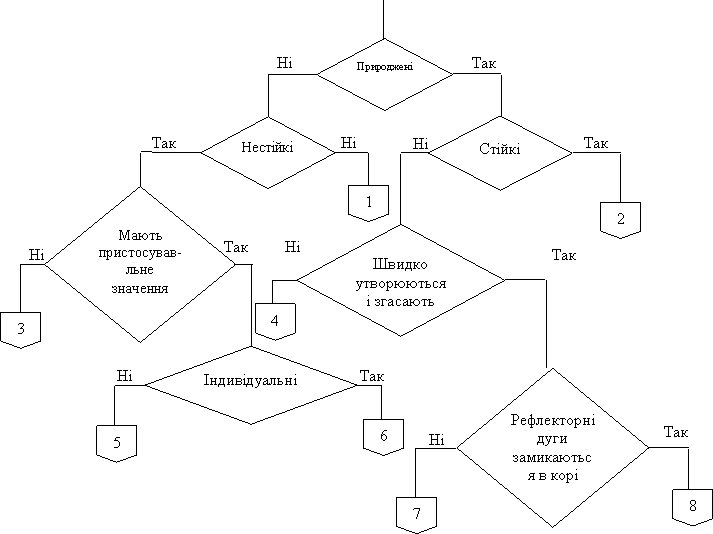 Ні
Природжені
Так
Так
Нестійкі
Ні
Ні
Стійкі
Так
1
2
Мають
пристосував-
льне
значення
Ні
Так
Ні
Швидко
утворюються
і згасають
Так
3
4
Ні
Індивідуальні
Так
5
6
Ні
Рефлекторні
дуги
замикаютьс
я в корі
Так
7
8